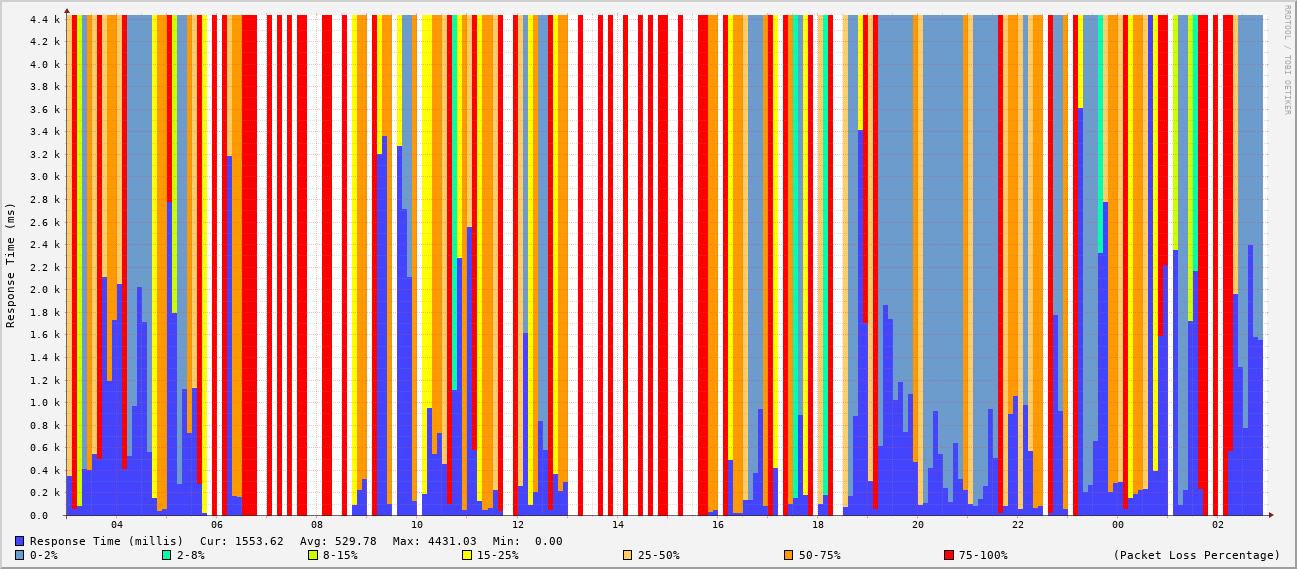 RRDTOOL / TOBI OETIKER
Response Time (ms)
4.4 k
4.2 k
4.0 k
3.8 k
3.6 k
3.4 k
3.2 k
3.0 k
2.8 k
2.6 k
2.4 k
2.2 k
2.0 k
1.8 k
1.6 k
1.4 k
1.2 k
1.0 k
0.8 k
0.6 k
0.4 k
0.2 k
0.0
04 06 08 10 12 14 16 18 20 22 00 02
Response Time (millis) Cur: 1553.62 Avg: 529.78 Max: 4431.03 Min: 0.00
0-2% 2-8% 8-15% 15-25% 25-50% 50-75% 75-100% (Packet Loss Percentage)